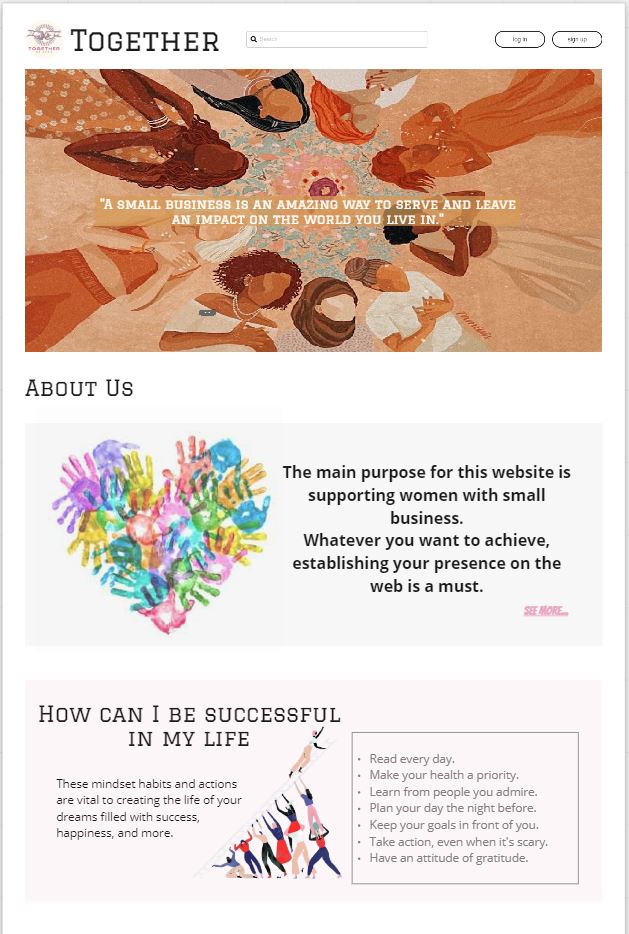 TOGETHER
TOGETHER
Search
log in
sign up
"A small business is an amazing way to serve and leave
an impact on the world you live in."
About Us
The main purpose for this website is
supporting women with small
business.
Whatever you want to achieve,
establishing your presence on the
web is a must.
SEE MORE...
How can I be successful
in my life
These mindset habits and actions
are vital to creating the life of your
dreams filled with success,
happiness, and more.
• Read every day.
• Make your health a priority.
• Learn from people you admire.
• Plan your day the night before.
• Keep your goals in front of you.
• Take action, even when it's scary.
• Have an attitude of gratitude.